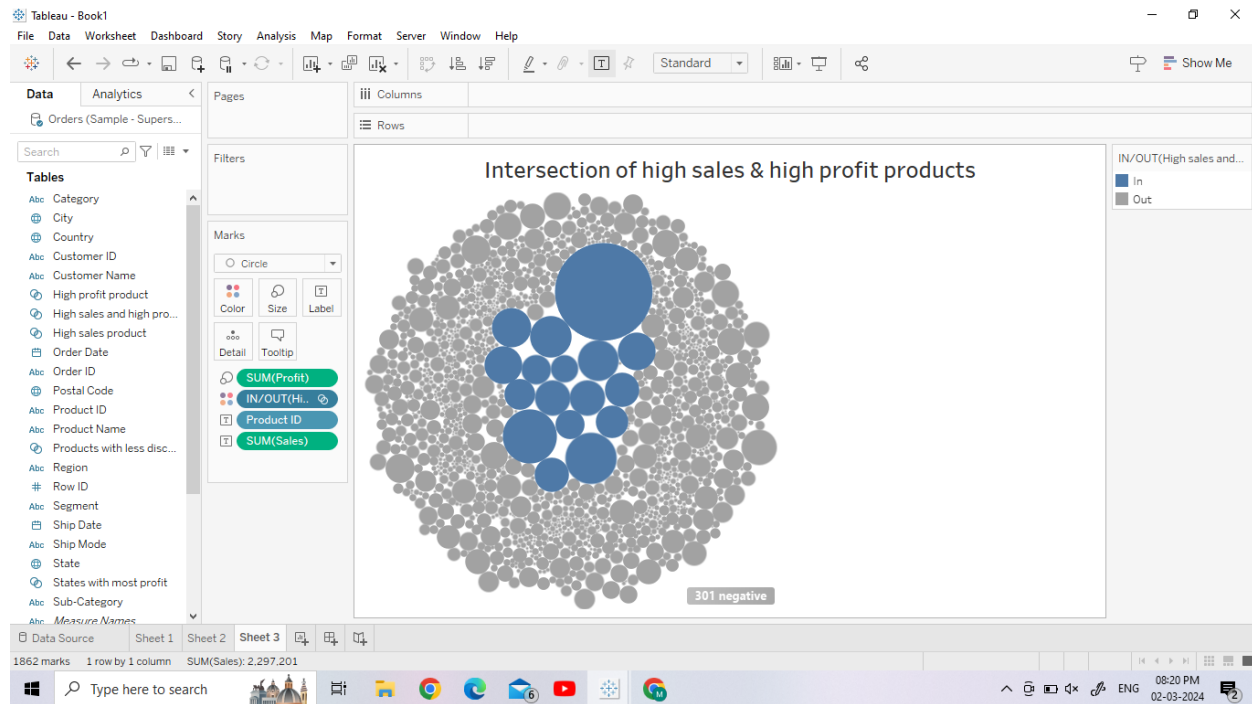 Tableau - Book1
File Data Worksheet Dashboard Story Analysis Map Format Server Window Help
Standard
Show Me
Data Analytics
Orders (Sample - Supers...
Search
Tables
Abc Category
City
Country
Abc Customer ID
Abc Customer Name
High profit product
High sales and high pro...
High sales product
Order Date
Abc Order ID
Postal Code
Abc Product ID
Abc Product Name
Products with less disc...
Abc Region
# Row ID
Abc Segment
Ship Date
Abc Ship Mode
State
States with most profit
Abc Sub-Category
Abc Measure Names
Pages
Filters
Marks
Circle
Color Size Label
Detail Tooltip
SUM(Profit)
IN/OUT(Hi..
Product ID
SUM(Sales)
Columns
Rows
Intersection of high sales & high profit products
301 negative
IN/OUT(High sales and...
In
Out
Data Source Sheet 1 Sheet 2 Sheet 3
1862 marks 1 row by 1 column SUM(Sales): 2,297,201
Type here to search
6
M
ENG
08:20 PM
02-03-2024
2